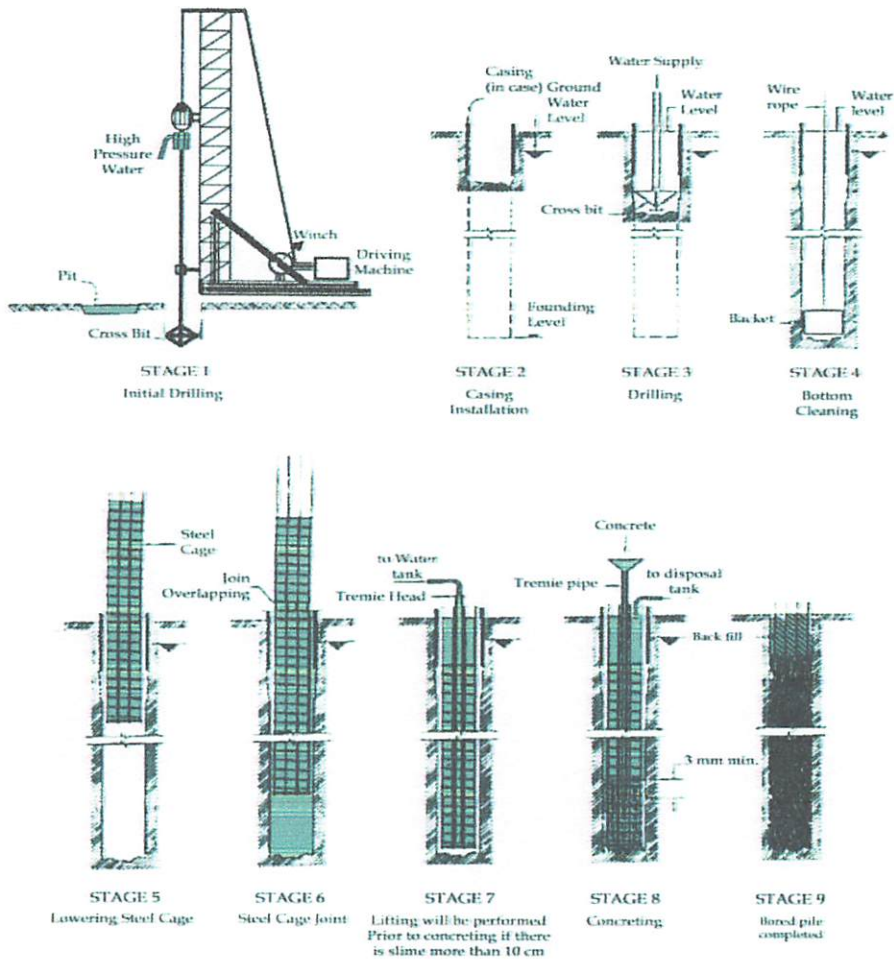 High
Pressure
Water
Winch
Driving
Machine
Pit
Cross Bit
STAGE 1
Initial Drilling
Casing
(in case)
Ground
Water
Level
Founding
Level
STAGE 2
Casing
Installation
Water Supply
Water
Level
Cross bit
STAGE 3
Drilling
Wire
rope
Water
level
Backet
STAGE 4
Bottom
Cleaning
Steel
Cage
STAGE 5
Lowering Steel Cage
Join
Overlapping
STAGE 6
Steel Cage Joint
to Water
tank
Tremie Head
STAGE 7
Lifting will be performed
Prior to concreting if there
is slime more than 10 cm
Concrete
Tremie pipe
to disposal
tank
Back fill
3 mm min.
STAGE 8
Concreting
STAGE 9
Bored pile
completed